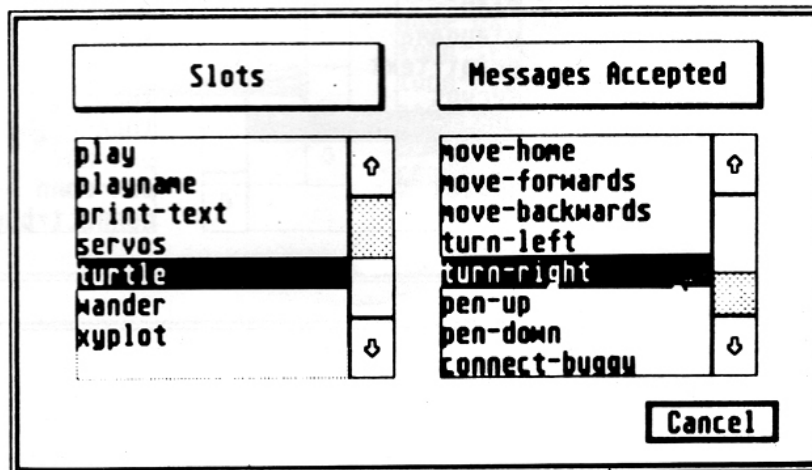 Slots
play
playname
print-text
servos
turtle
wander
xyplot
Messages Accepted
move-home
move-forwards
move-backwards
turn-left
turn-right
pen-up
pen-down
connect-buggy
Cancel